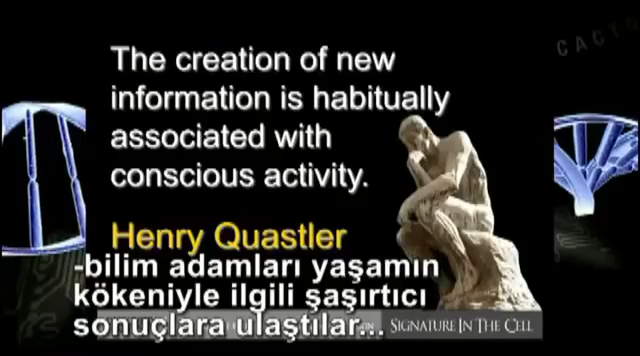 CACT
The creation of new
information is habitually
associated with
conscious activity.
Henry Quastler
-bilim adamları yaşamın
kökeniyle ilgili şaşırtıcı
sonuçlara ulaştılar...
SIGNATURE IN THE CELL